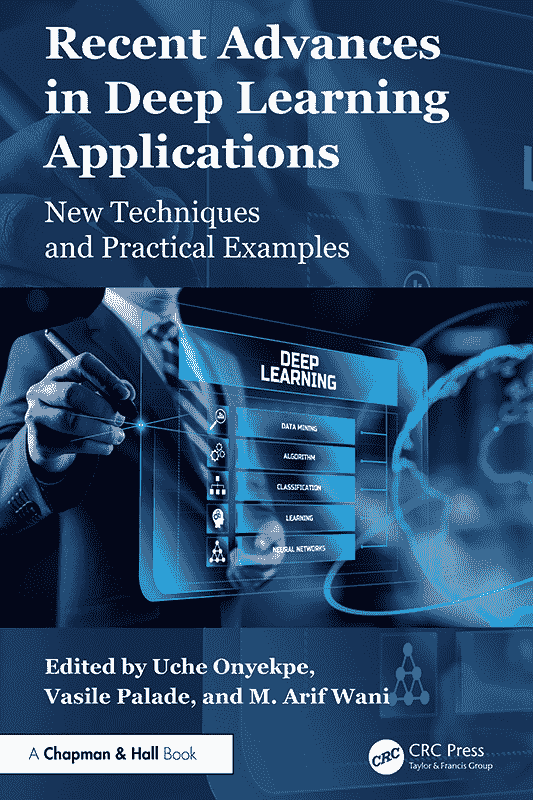 Recent Advances
in Deep Learning
Applications
New Techniques
and Practical Examples
DEEP
LEARNING
DATA MINING
ALGORITHM
CLASSIFICATION
LEARNING
NEURAL NETWORKS
Edited by Uche Onyekpe,
Vasile Palade, and M. Arif Wani
A Chapman & Hall Book
CRC
CRC Press
Taylor & Francis Group